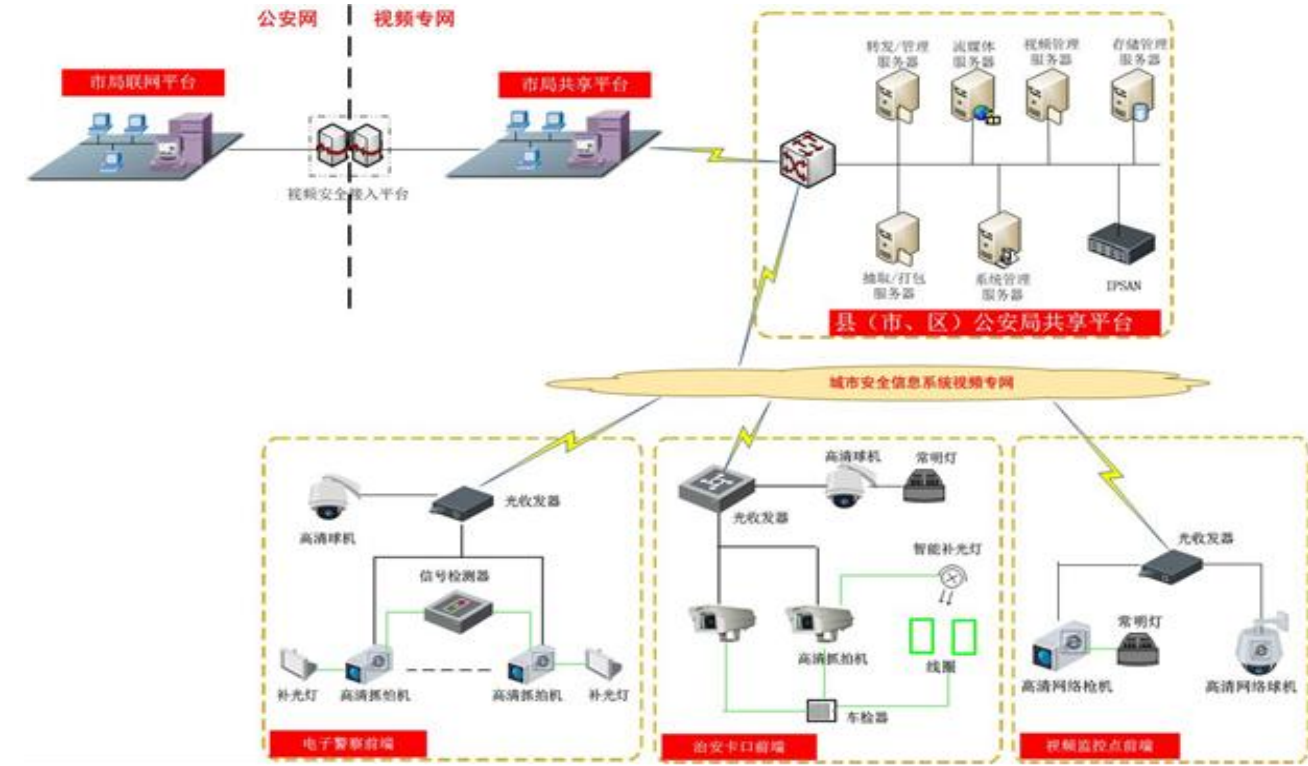 公安网
视频专网
市局联网平台
市局共享平台
视频安全接入平台
转发/管理
服务器
流媒体
服务器
视频管理
服务器
存储管理
服务器
抽取/打包
服务器
系统管理
服务器
IPSAN
县（市、区）公安局共享平台
城市安全信息系统视频专网
高清球机
光收发器
信号检测器
补光灯
高清抓拍机
高清抓拍机
补光灯
电子警察前端
高清球机
常明灯
光收发器
智能补光灯
高清抓拍机
线圈
车检器
治安卡口前端
光收发器
常明灯
高清网络枪机
高清网络球机
视频监控点前端